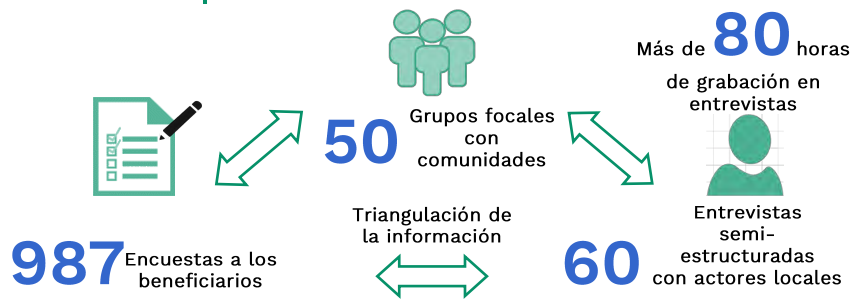 Más de 80 horas
de grabación en
entrevistas
50 Grupos focales
con
comunidades
Triangulación de
la información
987 Encuestas a los
beneficiarios
60 Entrevistas
semi-
estructuradas
con actores locales